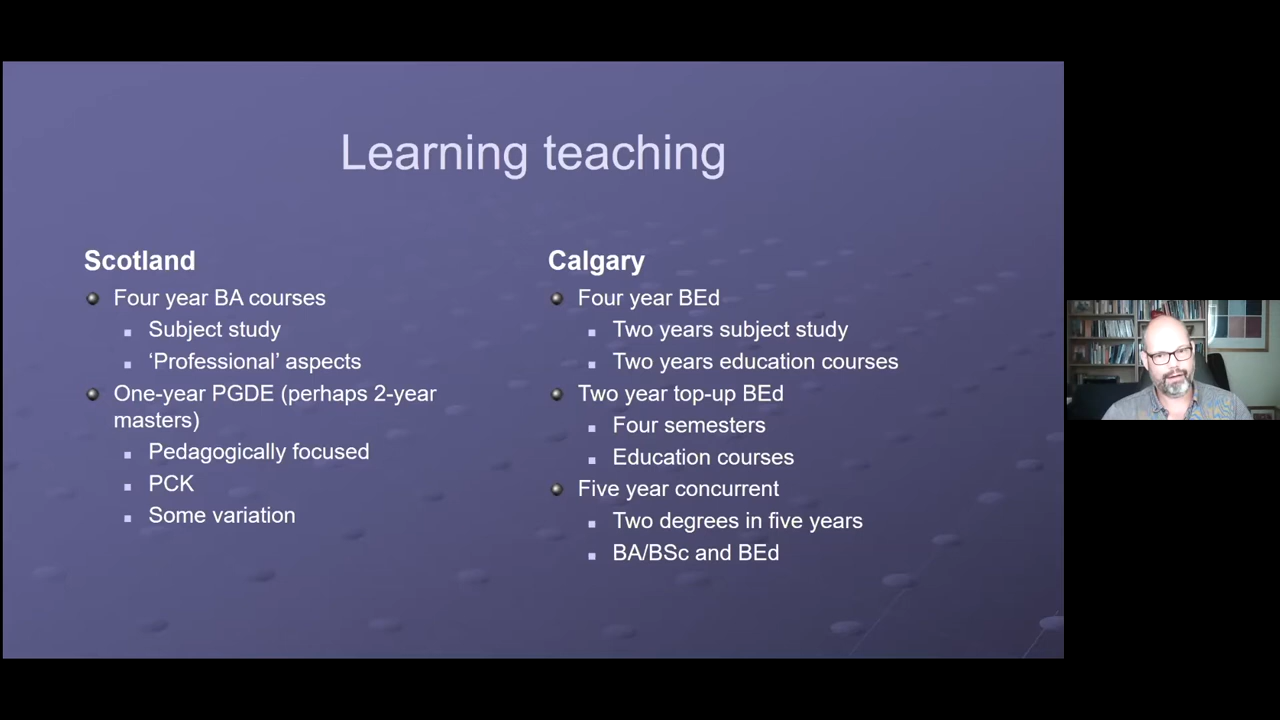 Learning teaching
Scotland
Four year BA courses
Subject study
‘Professional’ aspects
One-year PGDE (perhaps 2-year
masters)
Pedagogically focused
PCK
Some variation
Calgary
Four year BEd
Two years subject study
Two years education courses
Two year top-up BEd
Four semesters
Education courses
Five year concurrent
Two degrees in five years
BA/BSc and BEd